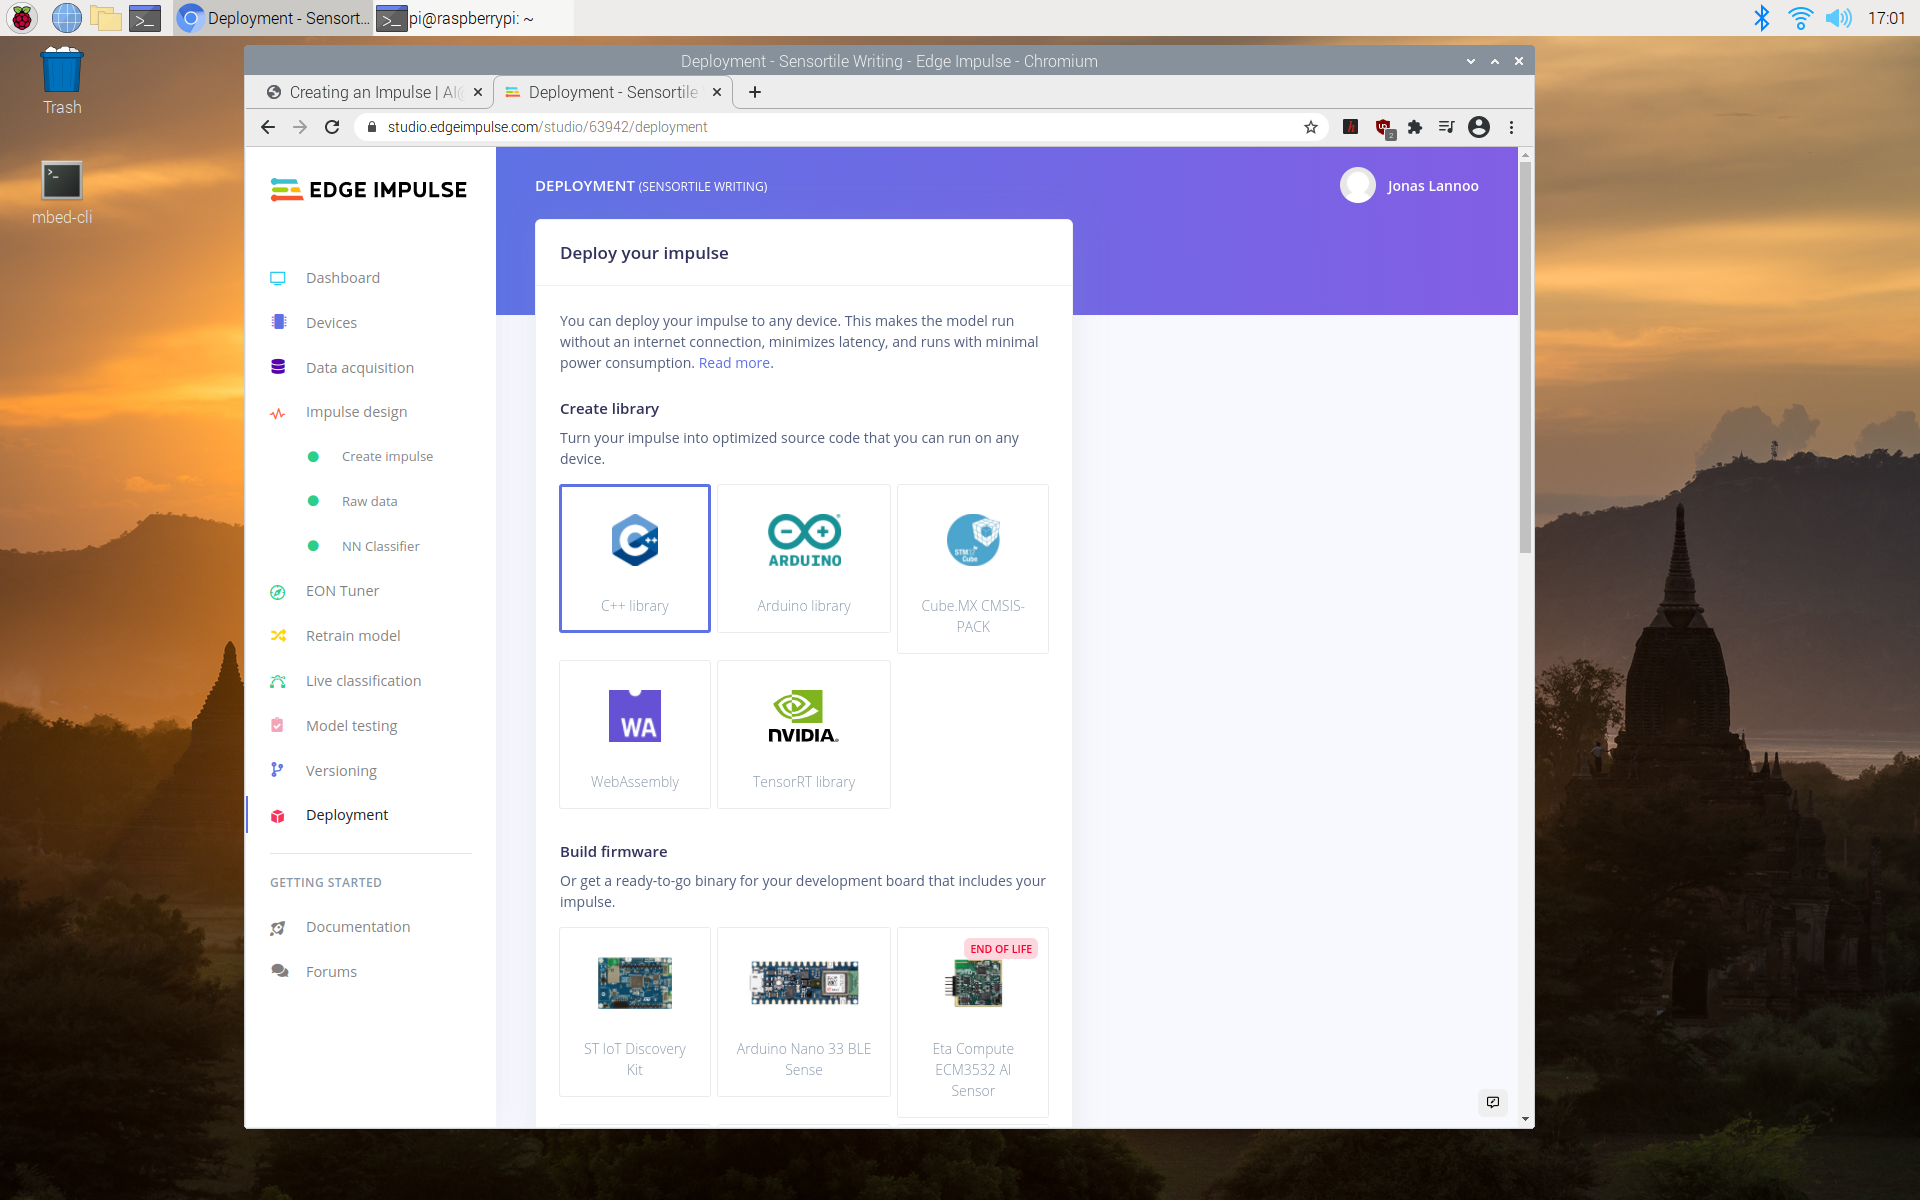 Deployment - Sensort...
pi@raspberrypi: ~
17:01
Trash
mbed-cli
Deployment - Sensortile Writing - Edge Impulse - Chromium
Creating an Impulse | AI@
Deployment - Sensortile
studio.edgeimpulse.com/studio/63942/deployment
2
EDGE IMPULSE
Dashboard
Devices
Data acquisition
Impulse design
Create impulse
Raw data
NN Classifier
EON Tuner
Retrain model
Live classification
Model testing
Versioning
Deployment
GETTING STARTED
Documentation
Forums
DEPLOYMENT (SENSORTILE WRITING)
Jonas Lannoo
Deploy your impulse
You can deploy your impulse to any device. This makes the model run
without an internet connection, minimizes latency, and runs with minimal
power consumption. Read more.
Create library
Turn your impulse into optimized source code that you can run on any
device.
C++
C++ library
ARDUINO
Arduino library
STM32
Cube
Cube.MX CMSIS-
PACK
WA
WebAssembly
NVIDIA.
TensorRT library
Build firmware
Or get a ready-to-go binary for your development board that includes your
impulse.
ST IoT Discovery
Kit
Arduino Nano 33 BLE
Sense
END OF LIFE
Eta Compute
ECM3532 AI
Sensor